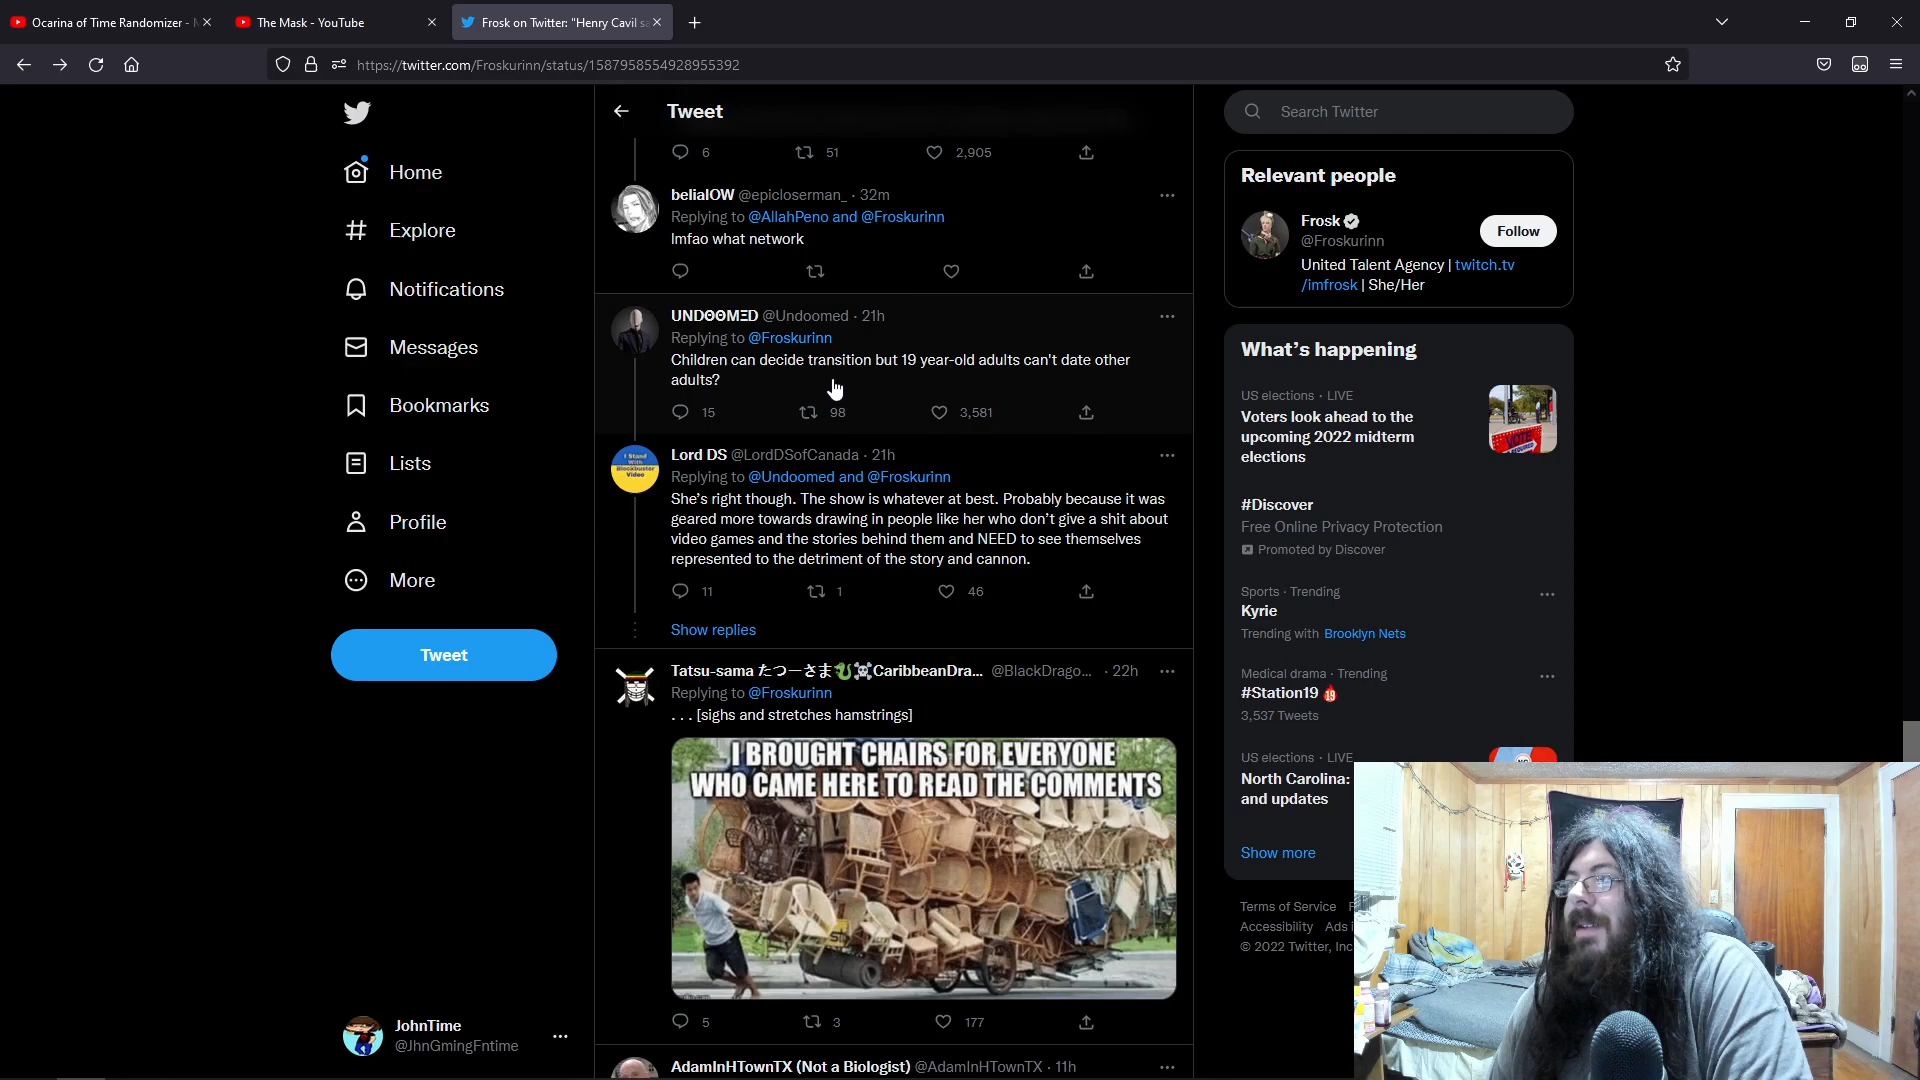 Ocarina of Time Randomizer -
The Mask - YouTube
Frosk on Twitter: "Henry Cavil sa
https://twitter.com/Froskurinn/status/1587958554928955392
Home
Explore
Notifications
Messages
Bookmarks
Lists
Profile
More
Tweet
JohnTime
@JhnGmingFntime
Tweet
6 51 2,905
belialOW @epicloserman_ · 32m
Replying to @AllahPeno and @Froskurinn
lmfao what network
UNDΘΘMΞD @Undoomed · 21h
Replying to @Froskurinn
Children can decide transition but 19 year-old adults can't date other
adults?
15 98 3,581
Lord DS @LordDSofCanada · 21h
Replying to @Undoomed and @Froskurinn
She's right though. The show is whatever at best. Probably because it was
geared more towards drawing in people like her who don't give a shit about
video games and the stories behind them and NEED to see themselves
represented to the detriment of the story and cannon.
11 1 46
Show replies
Tatsu-sama たつーさま🐉☠️CaribbeanDra... @BlackDrago... · 22h
Replying to @Froskurinn
. . . [sighs and stretches hamstrings]
I BROUGHT CHAIRS FOR EVERYONE
WHO CAME HERE TO READ THE COMMENTS
5 3 177
AdamInHTownTX (Not a Biologist) @AdamInHTownTX · 11h
Search Twitter
Relevant people
Frosk
@Froskurinn
Follow
United Talent Agency | twitch.tv
/imfrosk | She/Her
What's happening
US elections · LIVE
Voters look ahead to the
upcoming 2022 midterm
elections
#Discover
Free Online Privacy Protection
Promoted by Discover
Sports · Trending
Kyrie
Trending with Brooklyn Nets
Medical drama · Trending
#Station19
3,537 Tweets
US elections · LIVE
North Carolina:
and updates
Show more
Terms of Service
Accessibility Ads
© 2022 Twitter, Inc
I Stand
With
Blockbuster
Video
VOTE